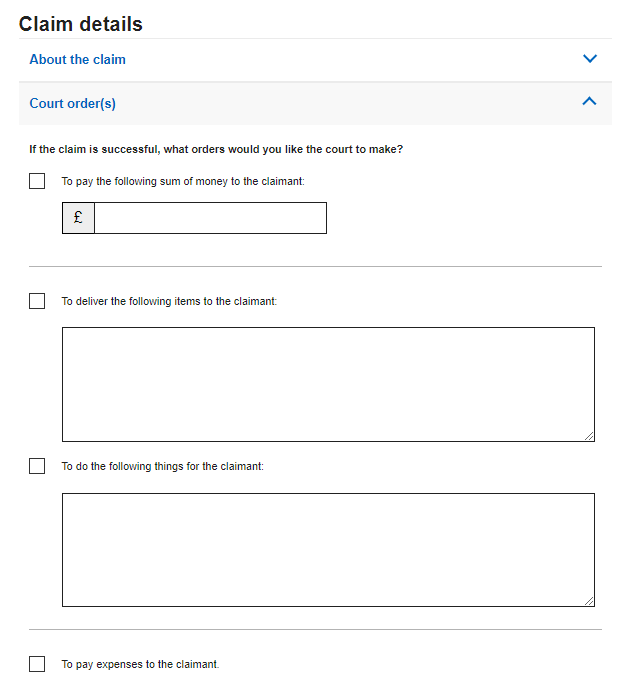 Claim details
About the claim
Court order(s)
If the claim is successful, what orders would you like the court to make?
To pay the following sum of money to the claimant:
£
To deliver the following items to the claimant:
To do the following things for the claimant:
To pay expenses to the claimant.